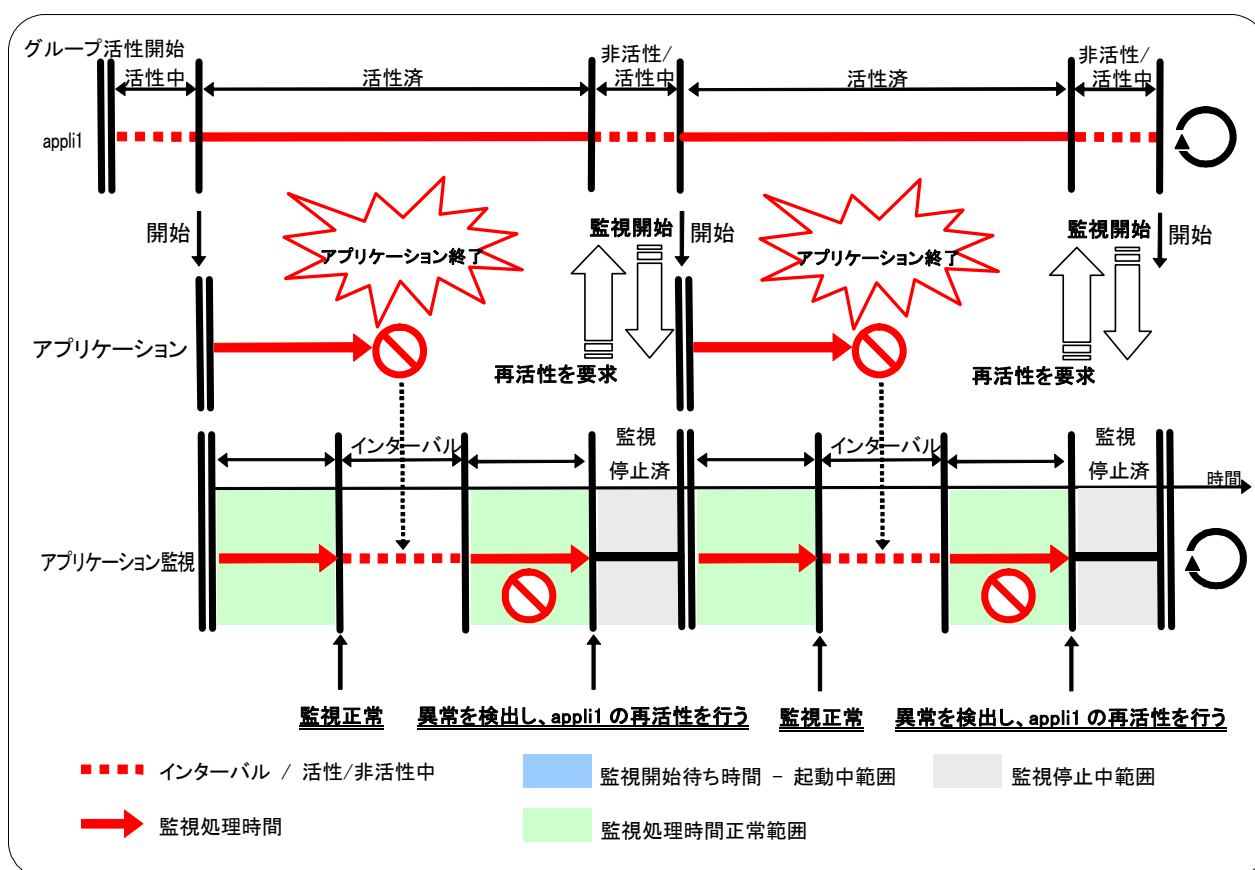 グループ活性開始
活性中
活性済
非活性/
活性中
活性済
非活性/
活性中
appli1
開始
アプリケーション終了
監視開始
開始
アプリケーション終了
監視開始
開始
アプリケーション
再活性を要求
再活性を要求
インターバル
監視
停止済
インターバル
監視
停止済
時間
アプリケーション監視
監視正常
異常を検出し、appli1 の再活性を行う
監視正常
異常を検出し、appli1 の再活性を行う
インターバル / 活性/非活性中
監視開始待ち時間 - 起動中範囲
監視停止中範囲
監視処理時間
監視処理時間正常範囲